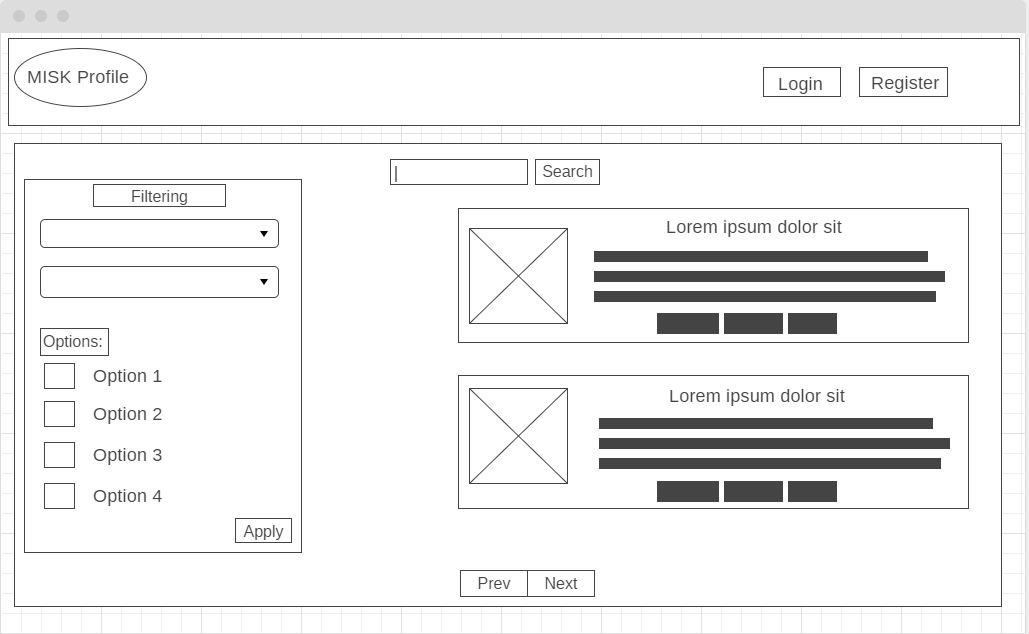 MISK Profile
Login
Register
Search
Filtering
Lorem ipsum dolor sit
Options:
Option 1
Option 2
Option 3
Option 4
Apply
Lorem ipsum dolor sit
Prev
Next